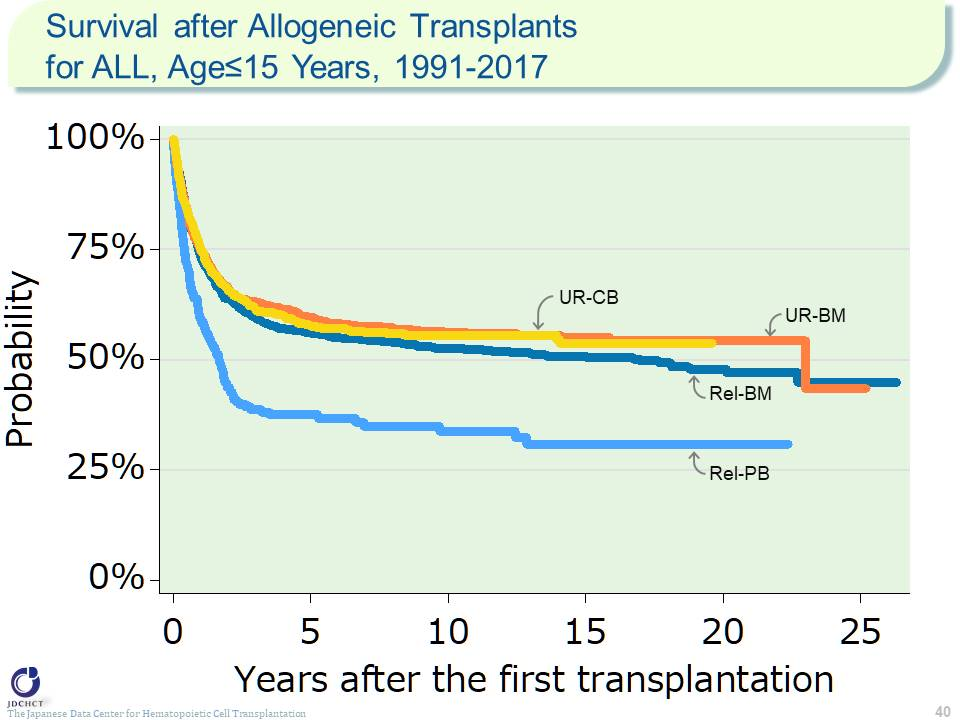 Survival after Allogeneic Transplants
for ALL, Age≤15 Years, 1991-2017
100%
75%
50%
25%
0%
Probability
UR-CB
UR-BM
Rel-BM
Rel-PB
0 5 10 15 20 25
Years after the first transplantation
JDCHCT
The Japanese Data Center for Hematopoietic Cell Transplantation
40